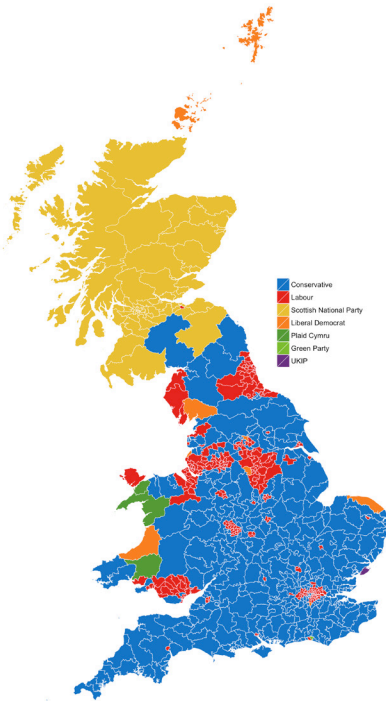 Conservative
Labour
Scottish National Party
Liberal Democrat
Plaid Cymru
Green Party
UKIP